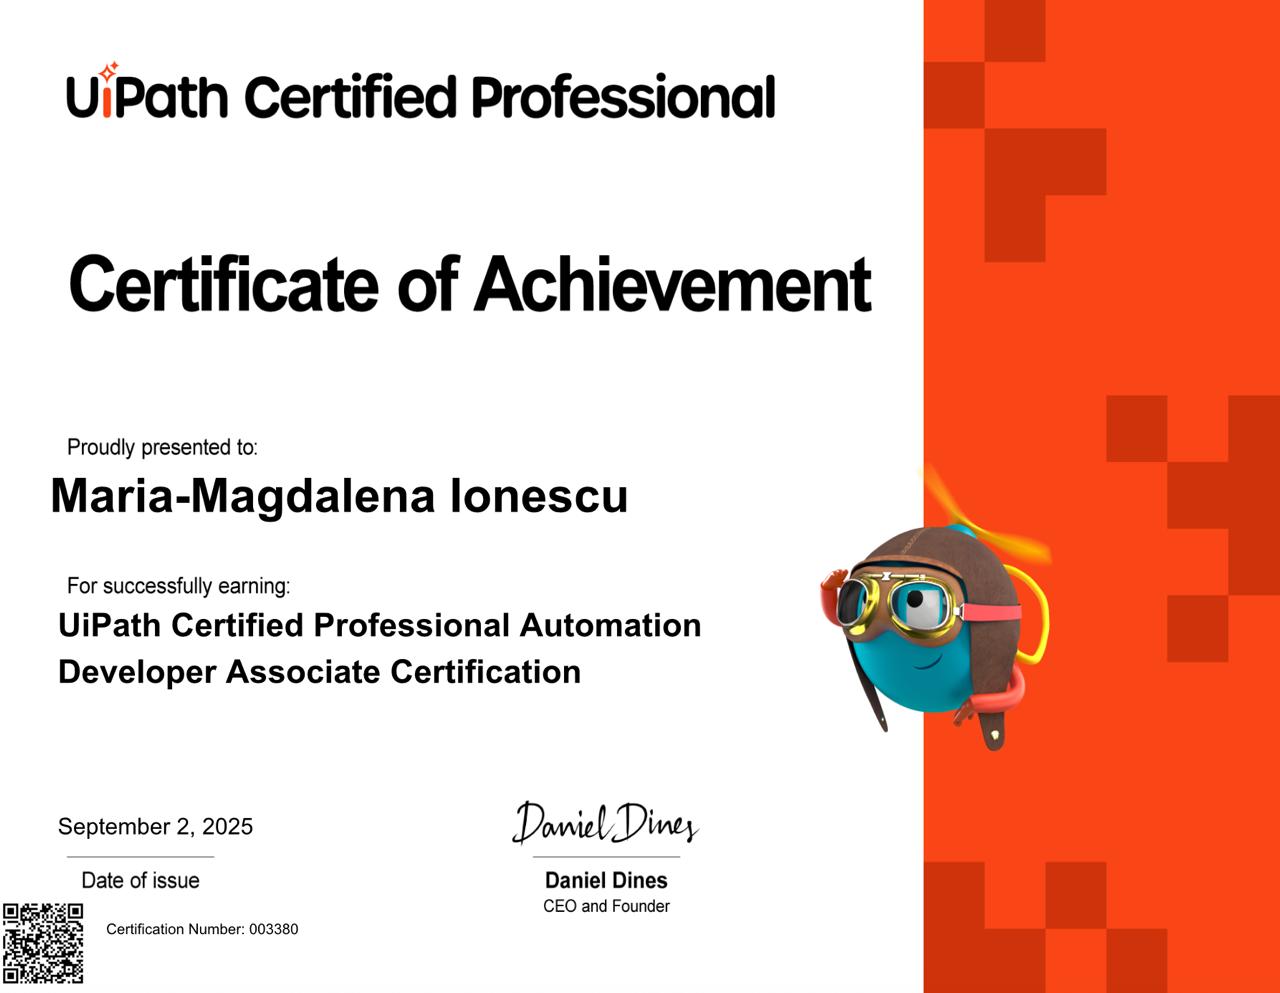 UiPath Certified Professional
Certificate of Achievement
Proudly presented to:
Maria-Magdalena Ionescu
For successfully earning:
UiPath Certified Professional Automation
Developer Associate Certification
September 2, 2025
Date of issue
Daniel Dines
Daniel Dines
CEO and Founder
Certification Number: 003380